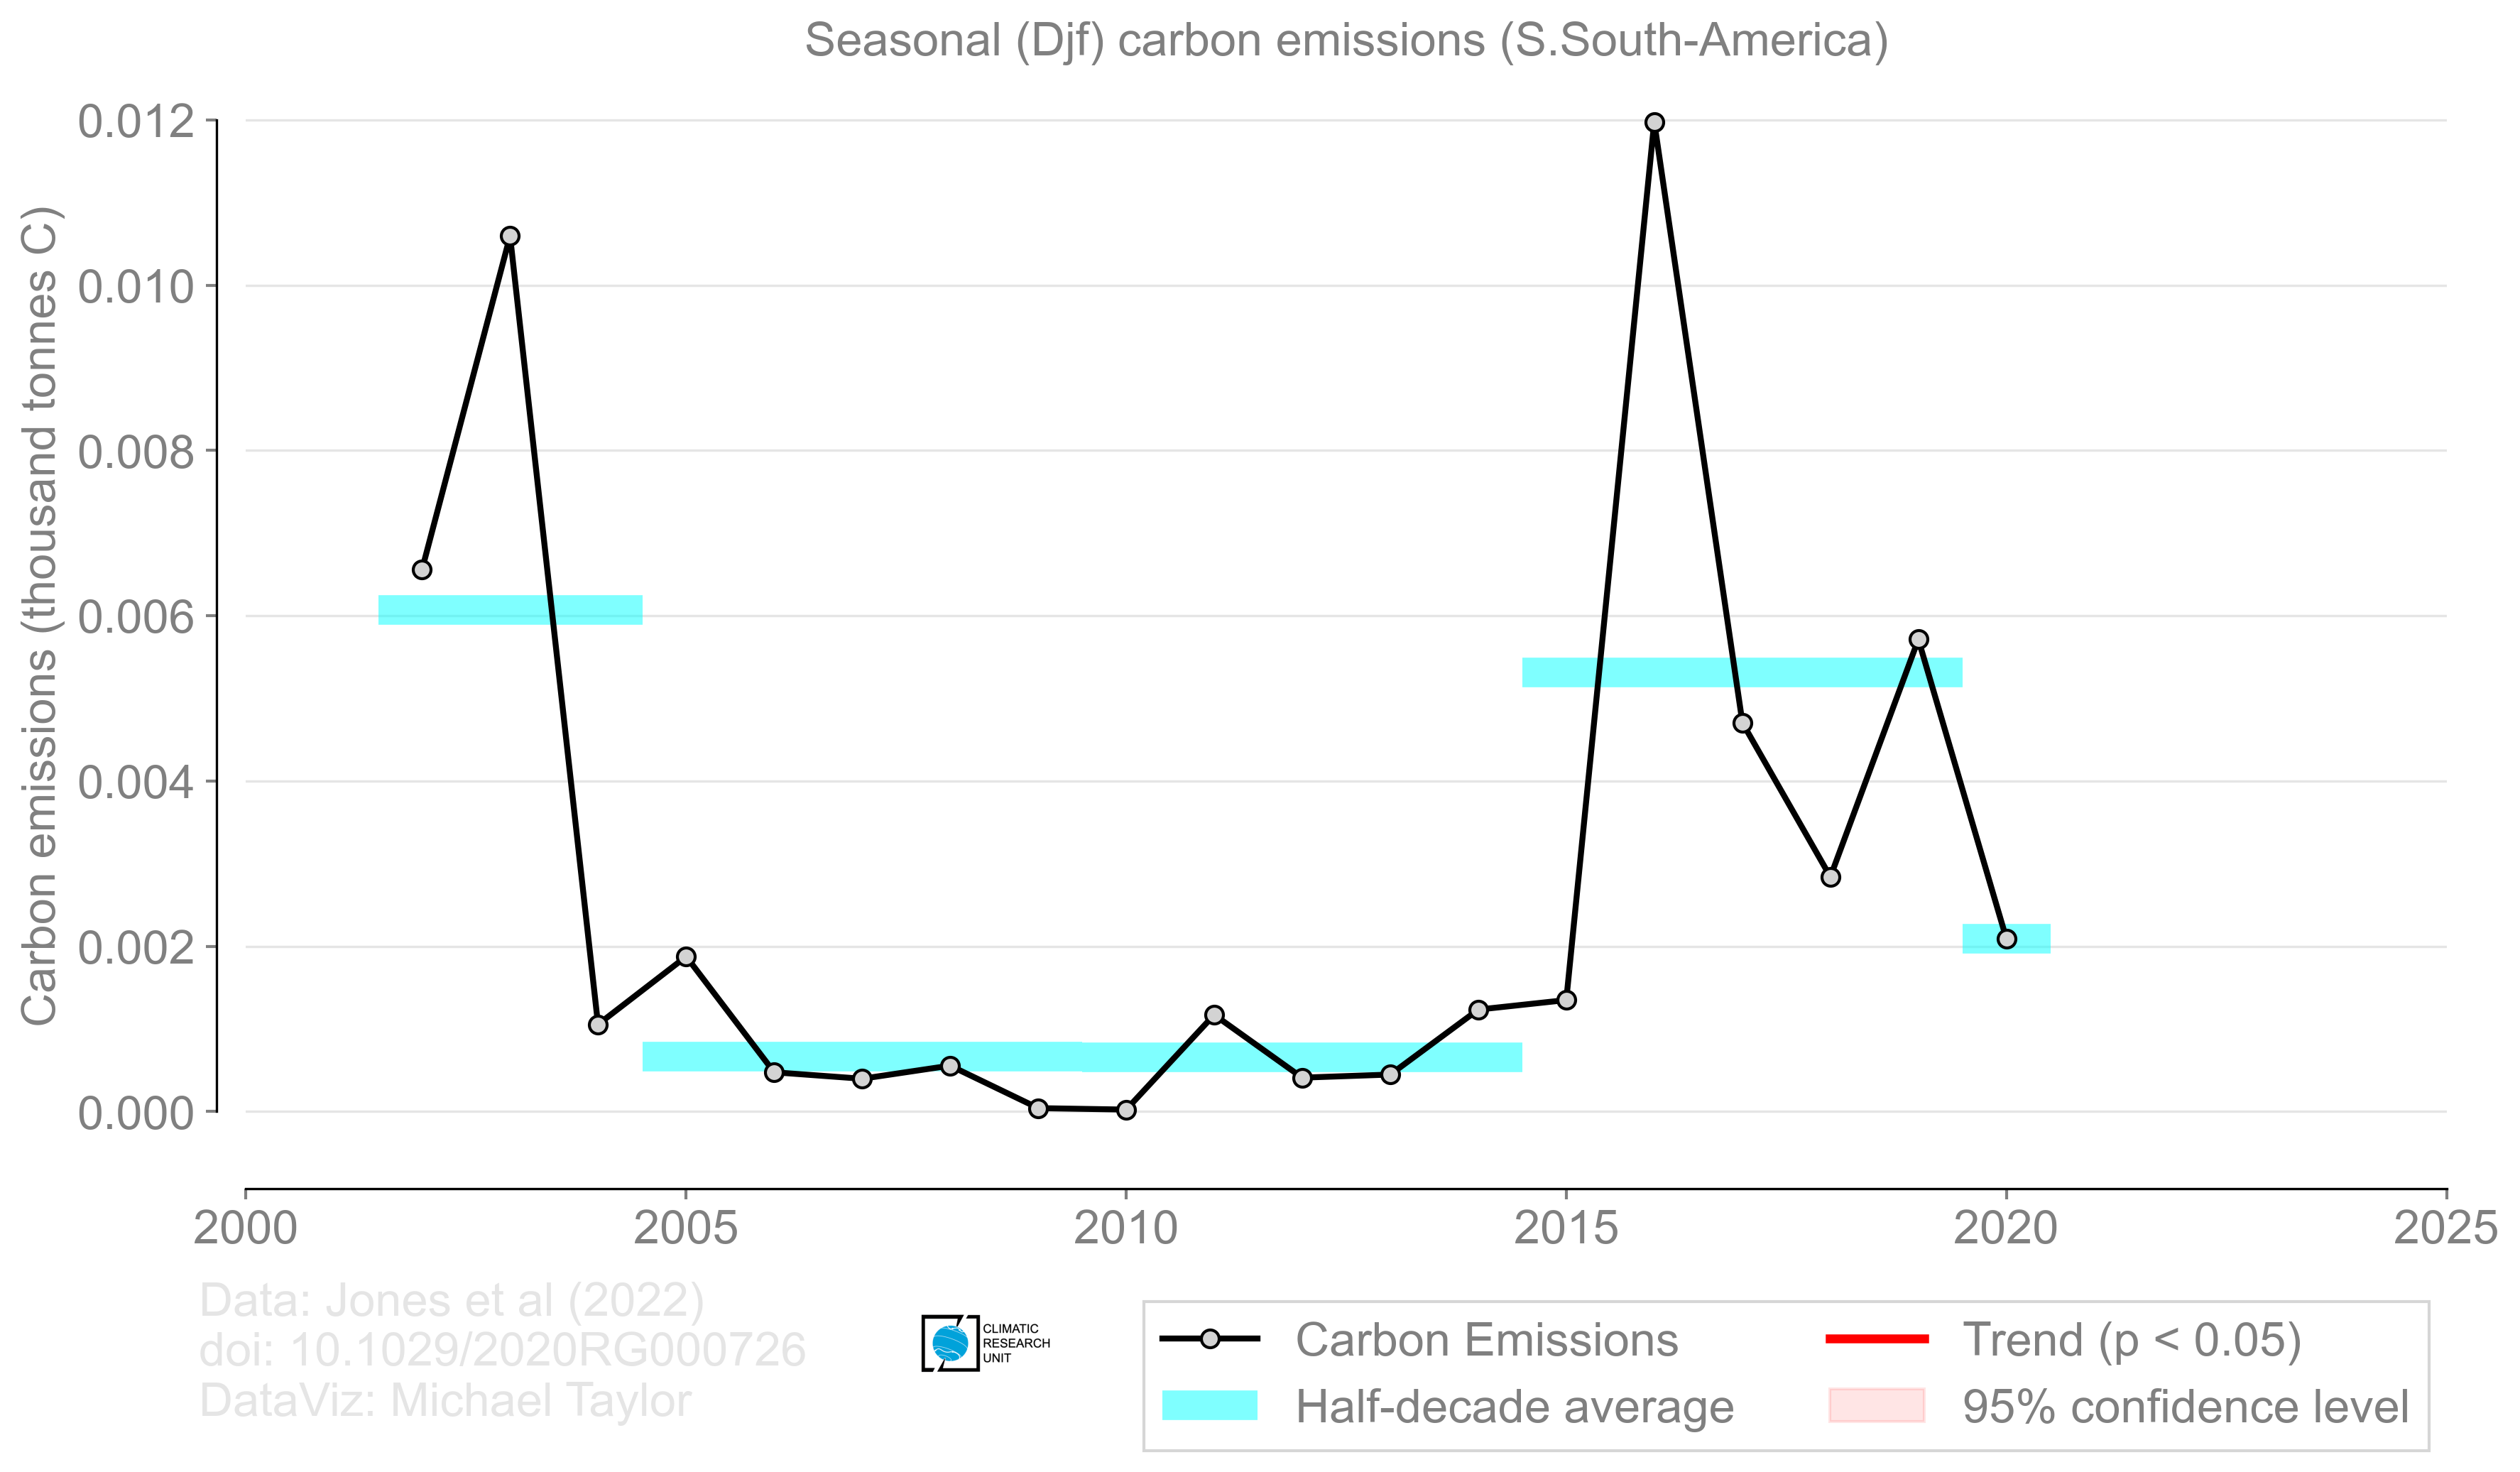 Seasonal (Djf) carbon emissions (S.South-America)
Carbon emissions (thousand tonnes C)
0.012
0.010
0.008
0.006
0.004
0.002
0.000
2000
2005
2010
2015
2020
2025
Data: Jones et al (2022)
doi: 10.1029/2020RG000726
DataViz: Michael Taylor
CLIMATIC
RESEARCH
UNIT
Carbon Emissions
Half-decade average
Trend (p < 0.05)
95% confidence level